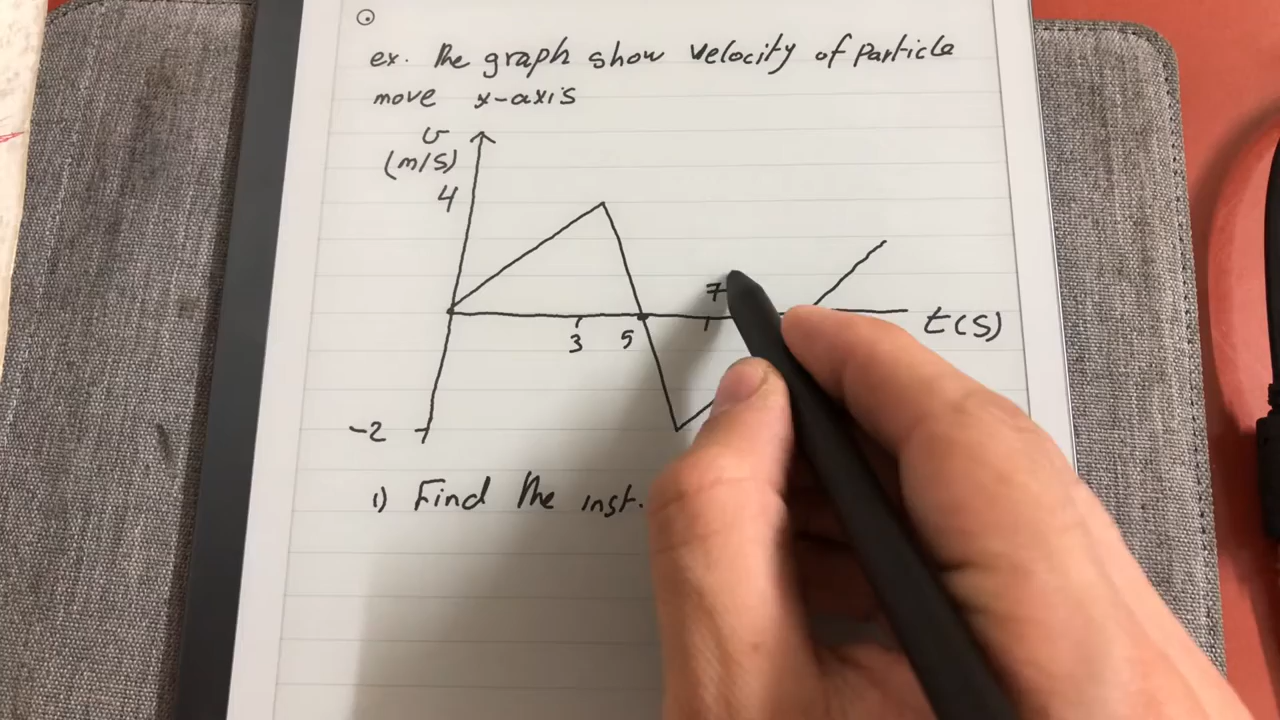 ex. The graph show velocity of particle
move x-axis
v
(m/s)
4
7
3 5
t(s)
-2
1) Find the inst.